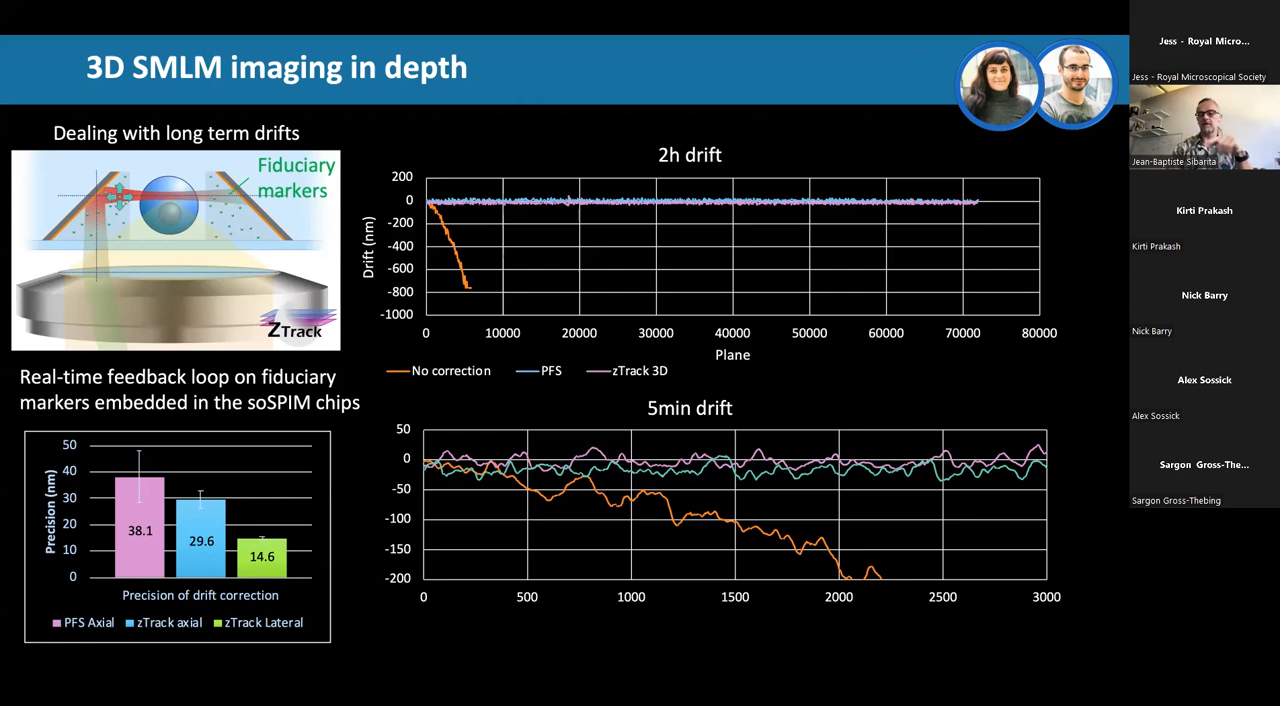 3D SMLM imaging in depth
Dealing with long term drifts
Fiduciary
markers
ZTrack
Real-time feedback loop on fiduciary
markers embedded in the soSPIM chips
50
40
30
20
10
0
Precision (nm)
38.1
29.6
14.6
Precision of drift correction
PFS Axial
zTrack axial
zTrack Lateral
2h drift
200
0
-200
-400
-600
-800
-1000
Drift (nm)
0
10000
20000
30000
40000
50000
60000
70000
80000
Plane
No correction
PFS
zTrack 3D
5min drift
50
0
-50
-100
-150
-200
0
500
1000
1500
2000
2500
3000
Jess - Royal Micro...
Jess - Royal Microscopical Society
Jean-Baptiste Sibarita
Kirti Prakash
Kirti Prakash
Nick Barry
Nick Barry
Alex Sossick
Alex Sossick
Sargon Gross-The...
Sargon Gross-Thebing